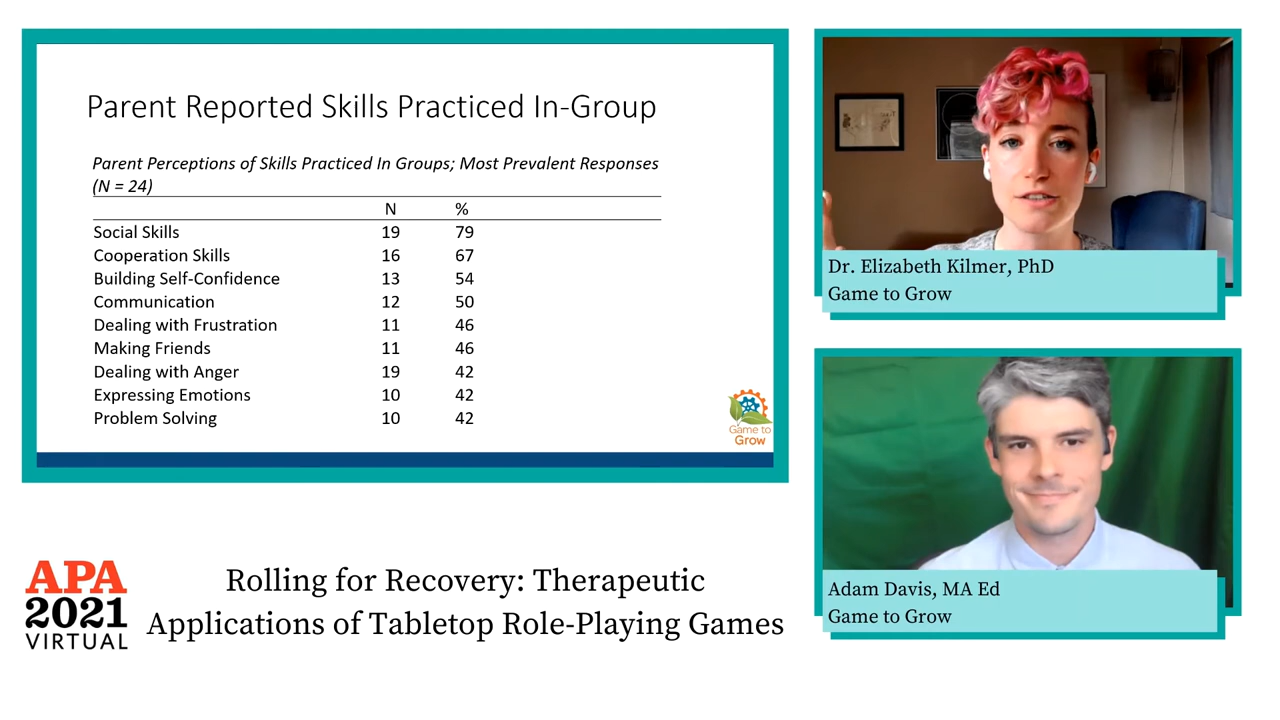 Parent Reported Skills Practiced In-Group
Parent Perceptions of Skills Practiced In Groups; Most Prevalent Responses
(N = 24)
N %
Social Skills 19 79
Cooperation Skills 16 67
Building Self-Confidence 13 54
Communication 12 50
Dealing with Frustration 11 46
Making Friends 11 46
Dealing with Anger 19 42
Expressing Emotions 10 42
Problem Solving 10 42
Game to
Grow
Dr. Elizabeth Kilmer, PhD
Game to Grow
Adam Davis, MA Ed
Game to Grow
APA
2021
VIRTUAL
Rolling for Recovery: Therapeutic
Applications of Tabletop Role-Playing Games